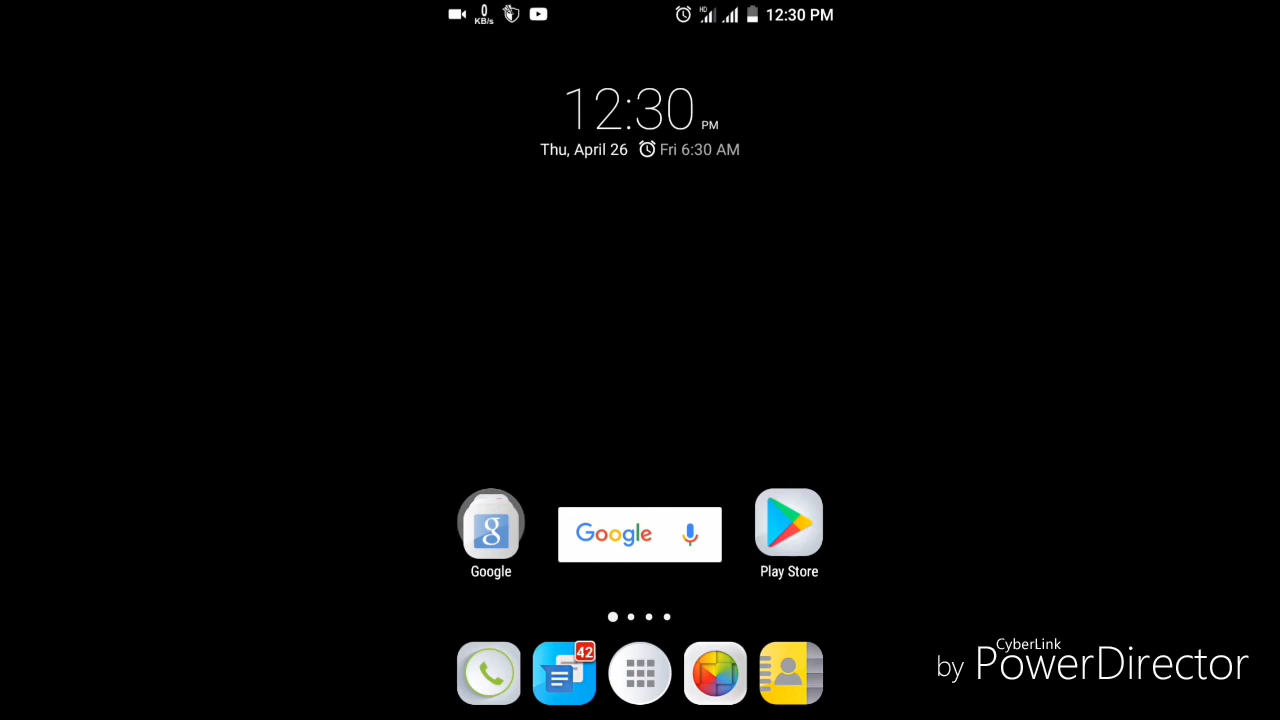 0
KB/s
HD
12:30 PM
12:30 PM
Thu, April 26 Fri 6:30 AM
g
Google
Google
Play Store
42
CyberLink
by PowerDirector